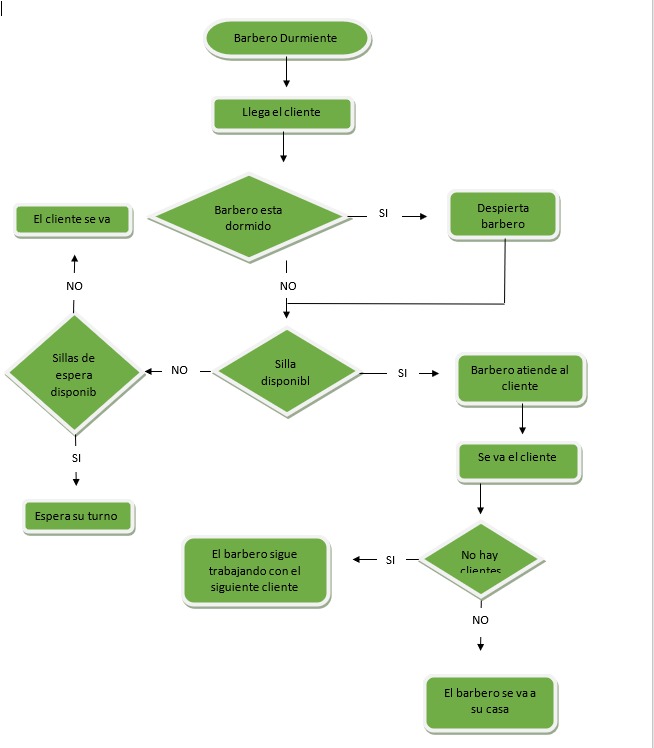 Barbero Durmiente
Llega el cliente
Barbero esta
dormido
SI
Despierta
barbero
El cliente se va
NO
NO
Sillas de
espera
disponib
NO
Silla
disponibl
SI
Barbero atiende al
cliente
SI
Espera su turno
Se va el cliente
No hay
clientes
SI
El barbero sigue
trabajando con el
siguiente cliente
NO
El barbero se va a
su casa